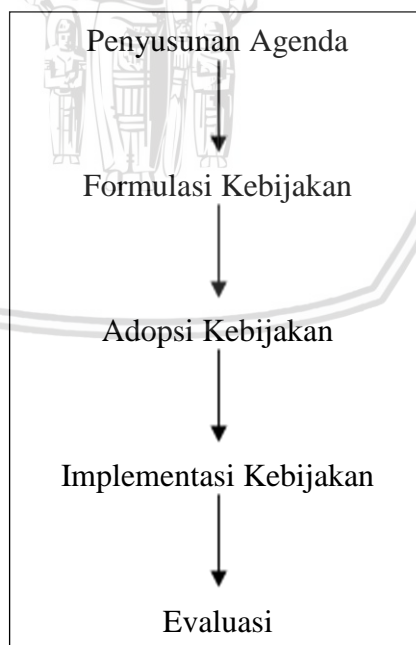 Penyusunan Agenda
Formulasi Kebijakan
Adopsi Kebijakan
Implementasi Kebijakan
Evaluasi